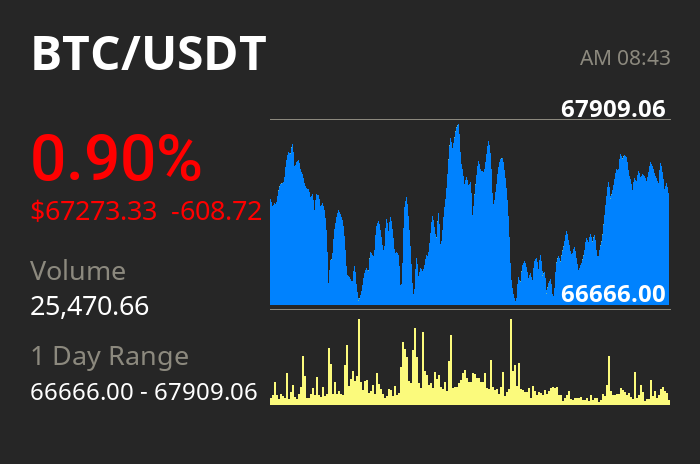 BTC/USDT
AM 08:43
67909.06
0.90%
$67273.33 -608.72
Volume
25,470.66
66666.00
1 Day Range
66666.00 - 67909.06